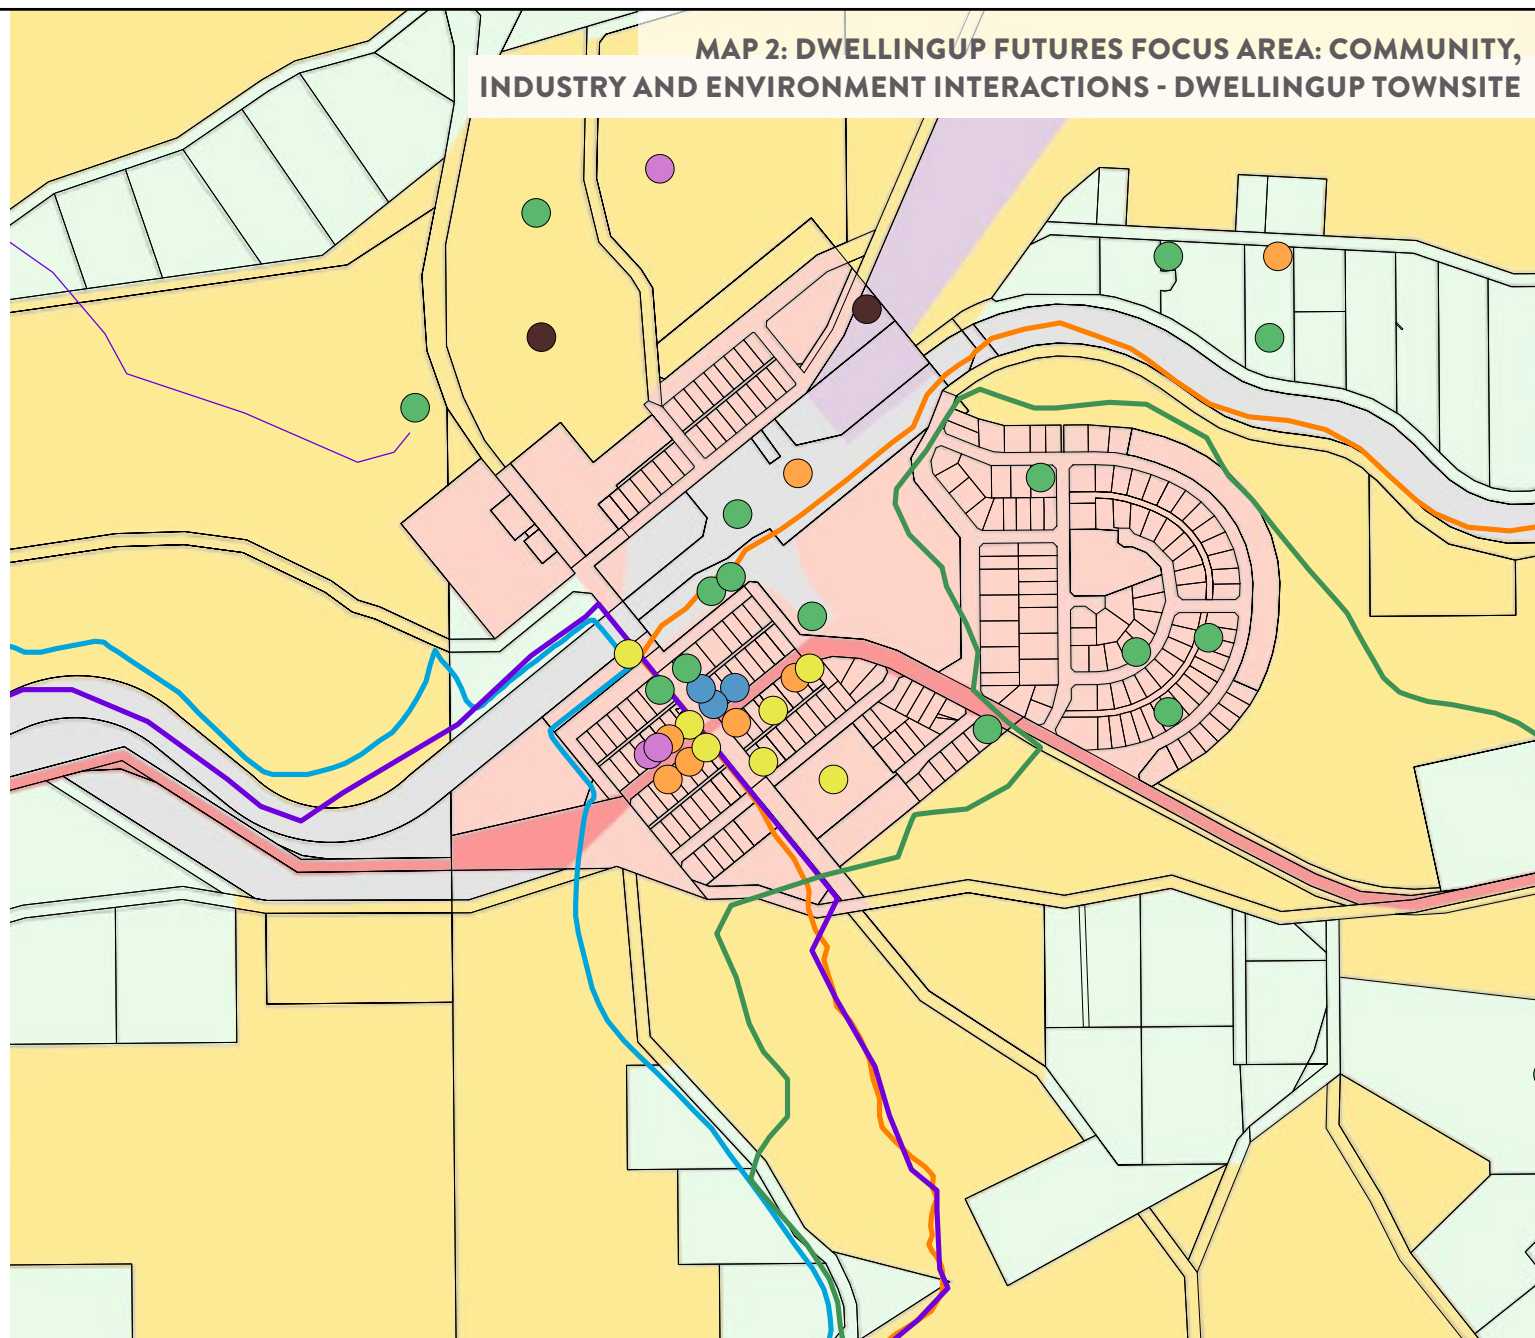 MAP 2: DWELLINGUP FUTURES FOCUS AREA: COMMUNITY,
INDUSTRY AND ENVIRONMENT INTERACTIONS - DWELLINGUP TOWNSITE